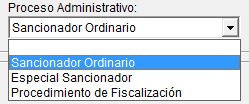 Proceso Administrativo:
Sancionador Ordinario
Sancionador Ordinario
Especial Sancionador
Procedimiento de Fiscalización